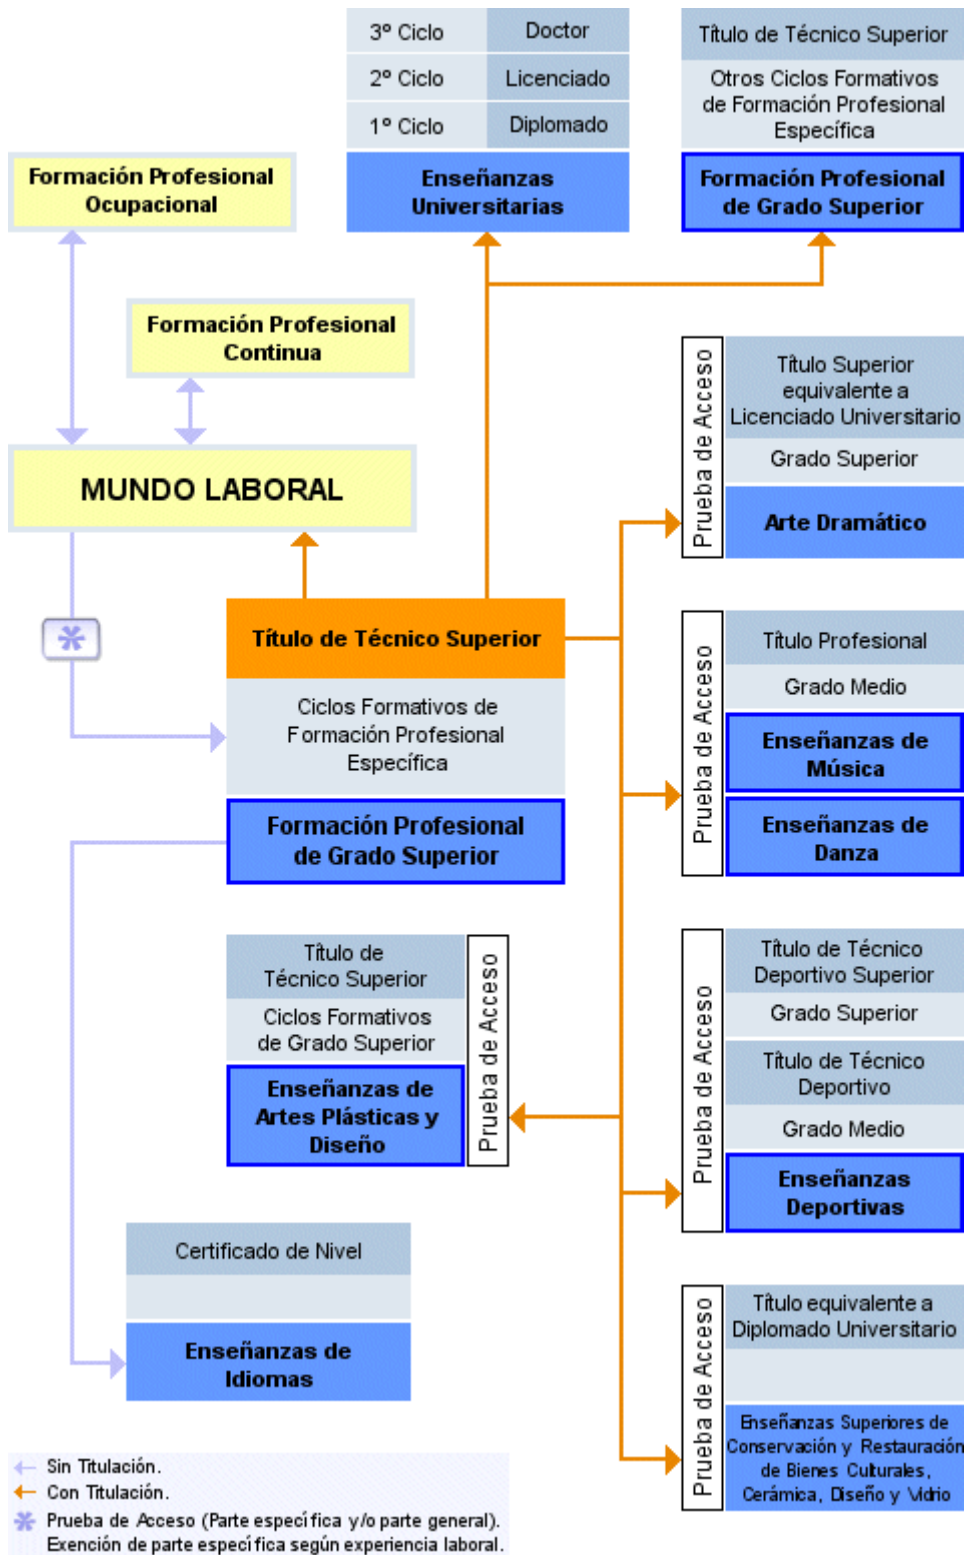 3º Ciclo
Doctor
2º Ciclo
Licenciado
1º Ciclo
Diplomado
Enseñanzas
Universitarias
Título de Técnico Superior
Otros Ciclos Formativos
de Formación Profesional
Específica
Formación Profesional
de Grado Superior
Formación Profesional
Ocupacional
Formación Profesional
Continua
MUNDO LABORAL
Prueba de Acceso
Título Superior
equivalente a
Licenciado Universitario
Grado Superior
Arte Dramático
Título de Técnico Superior
Ciclos Formativos de
Formación Profesional
Específica
Formación Profesional
de Grado Superior
Prueba de Acceso
Título Profesional
Grado Medio
Enseñanzas de
Música
Enseñanzas de
Danza
Título de
Técnico Superior
Ciclos Formativos
de Grado Superior
Enseñanzas de
Artes Plásticas y
Diseño
Prueba de Acceso
Prueba de Acceso
Título de Técnico
Deportivo Superior
Grado Superior
Título de Técnico
Deportivo
Grado Medio
Enseñanzas
Deportivas
Certificado de Nivel
Enseñanzas de
Idiomas
Prueba de Acceso
Título equivalente a
Diplomado Universitario
Enseñanzas Superiores de
Conservación y Restauración
de Bienes Culturales,
Cerámica, Diseño y Vidrio
Sin Titulación.
Con Titulación.
Prueba de Acceso (Parte específica y/o parte general).
Exención de parte específica según experiencia laboral.